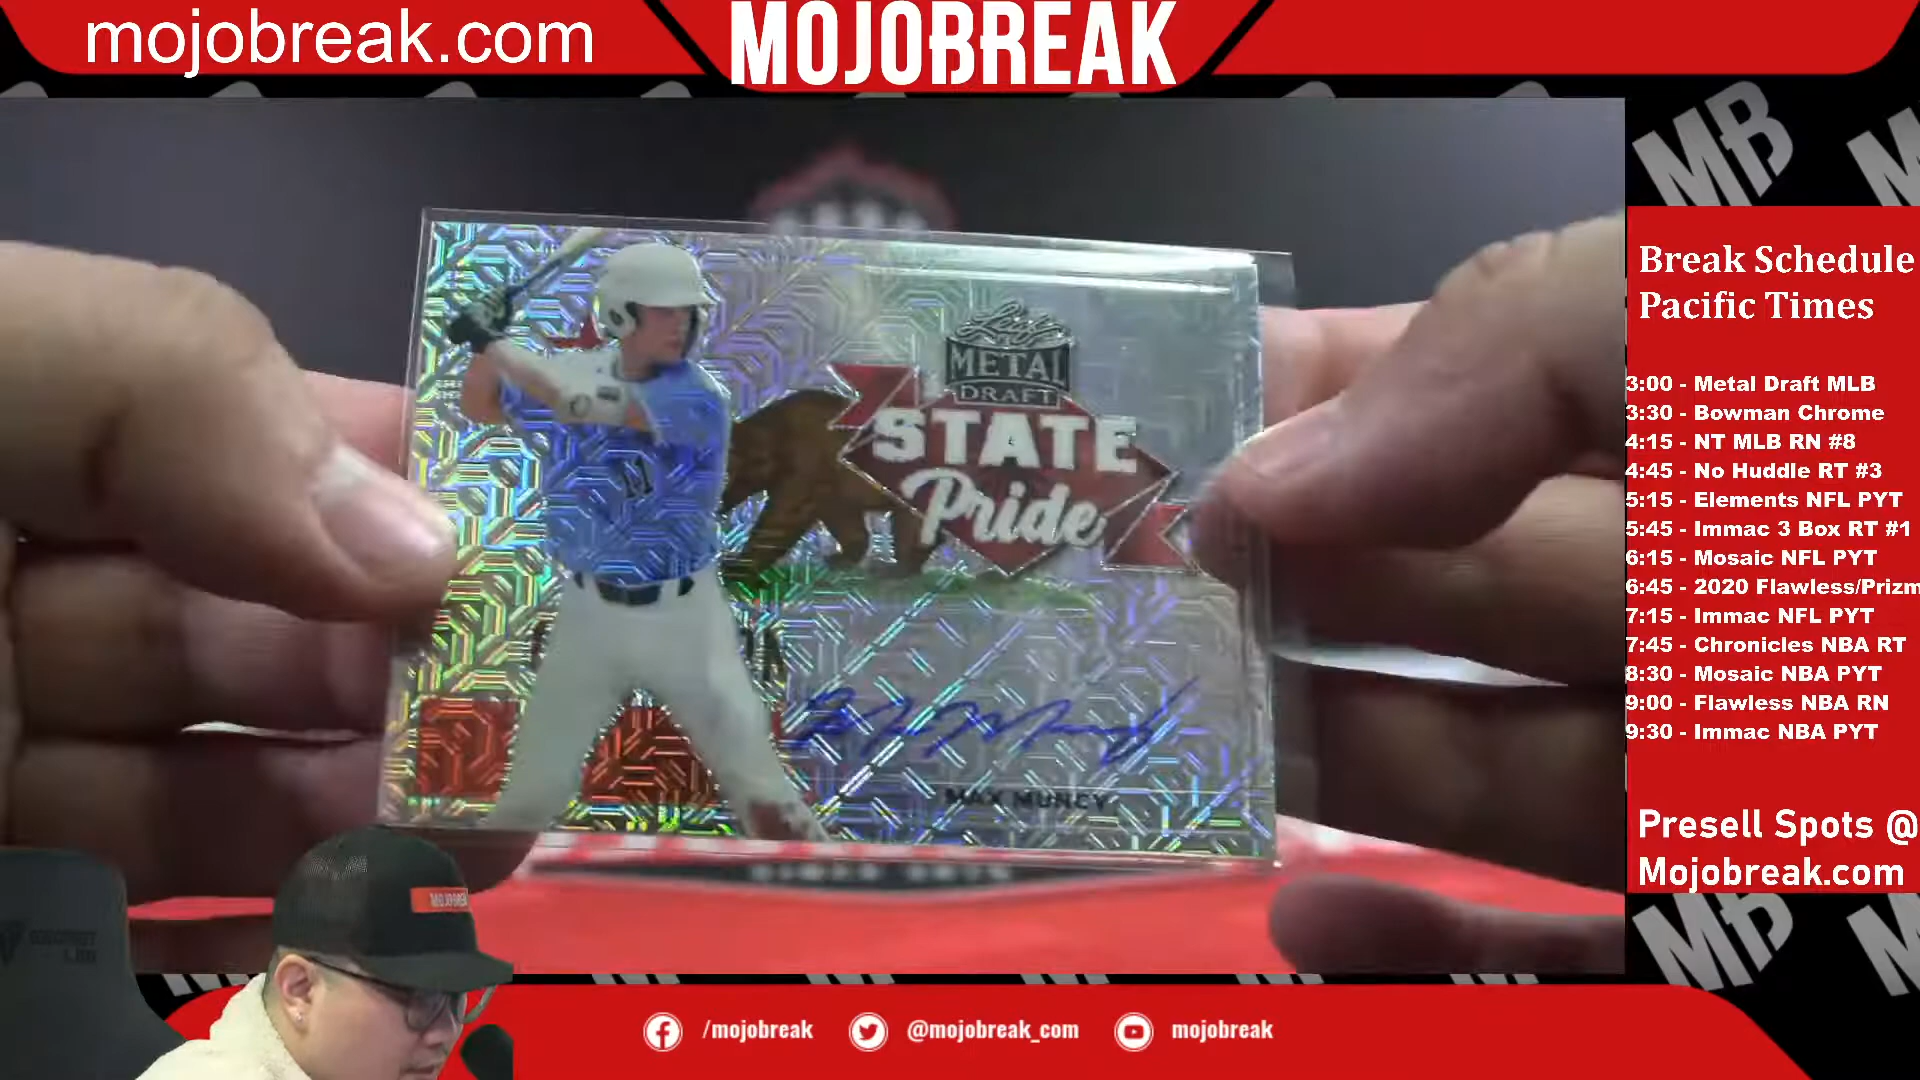 mojobreak.com
MOJOBREAK
Leaf
METAL
DRAFT
STATE
Pride
11
MAX MUNCY
Break Schedule
Pacific Times
3:00 - Metal Draft MLB
3:30 - Bowman Chrome
4:15 - NT MLB RN #8
4:45 - No Huddle RT #3
5:15 - Elements NFL PYT
5:45 - Immac 3 Box RT #1
6:15 - Mosaic NFL PYT
6:45 - 2020 Flawless/Prizm
7:15 - Immac NFL PYT
7:45 - Chronicles NBA RT
8:30 - Mosaic NBA PYT
9:00 - Flawless NBA RN
9:30 - Immac NBA PYT
Presell Spots @
Mojobreak.com
MB
MB
MOJOBREAK
/mojobreak
@mojobreak_com
mojobreak